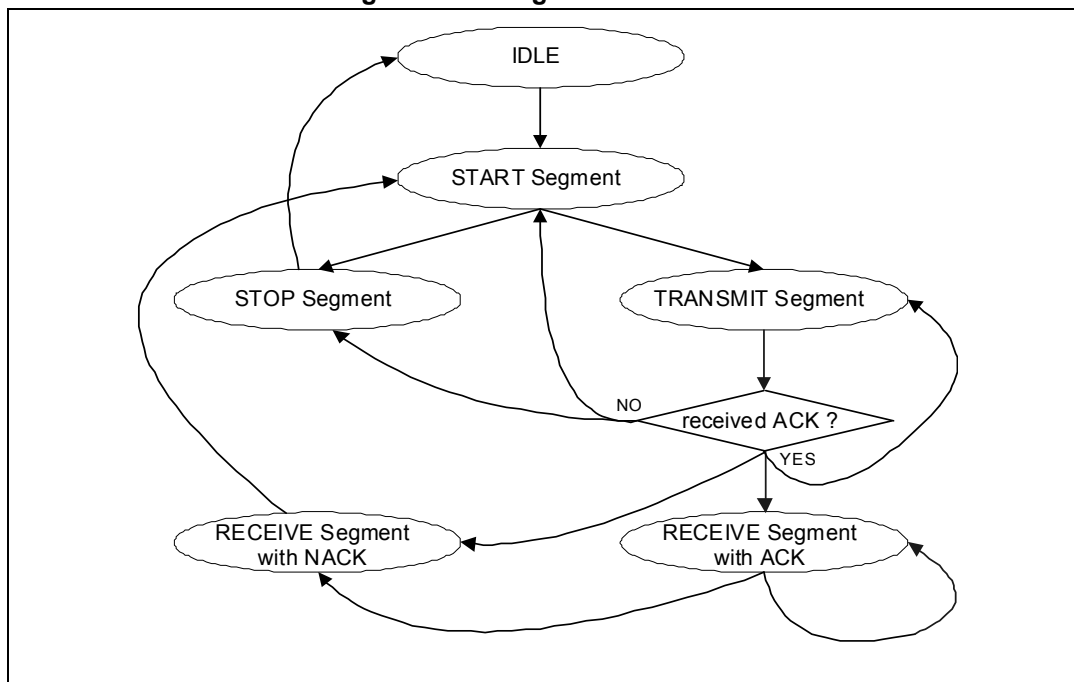 IDLE
START Segment
STOP Segment
TRANSMIT Segment
NO
received ACK ?
YES
RECEIVE Segment
with NACK
RECEIVE Segment
with ACK